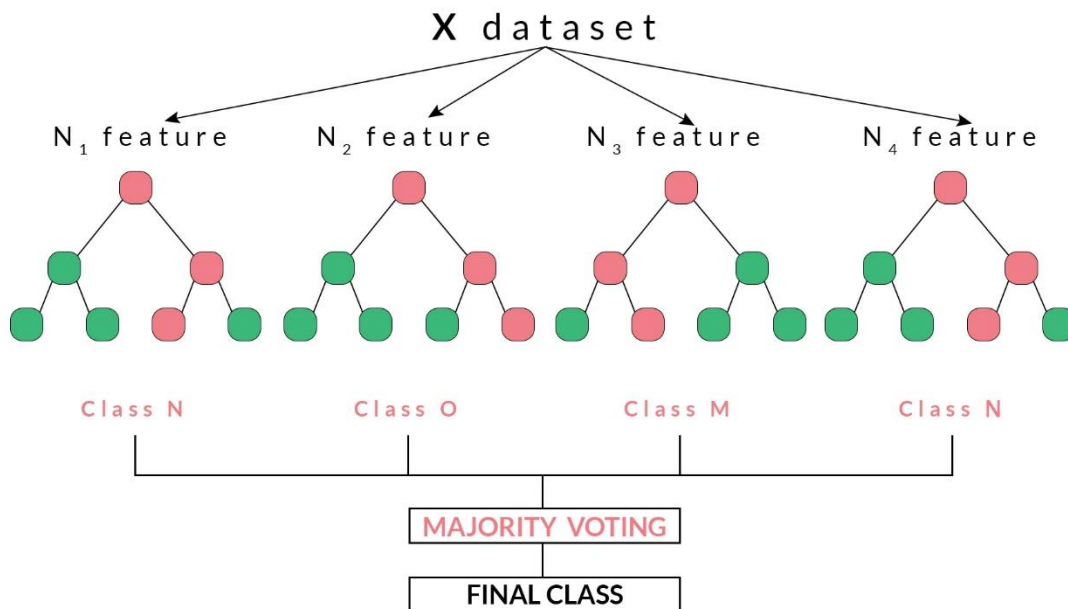 X dataset
N₁ feature
N₂ feature
N₃ feature
N₄ feature
Class N
Class O
Class M
Class N
MAJORITY VOTING
FINAL CLASS